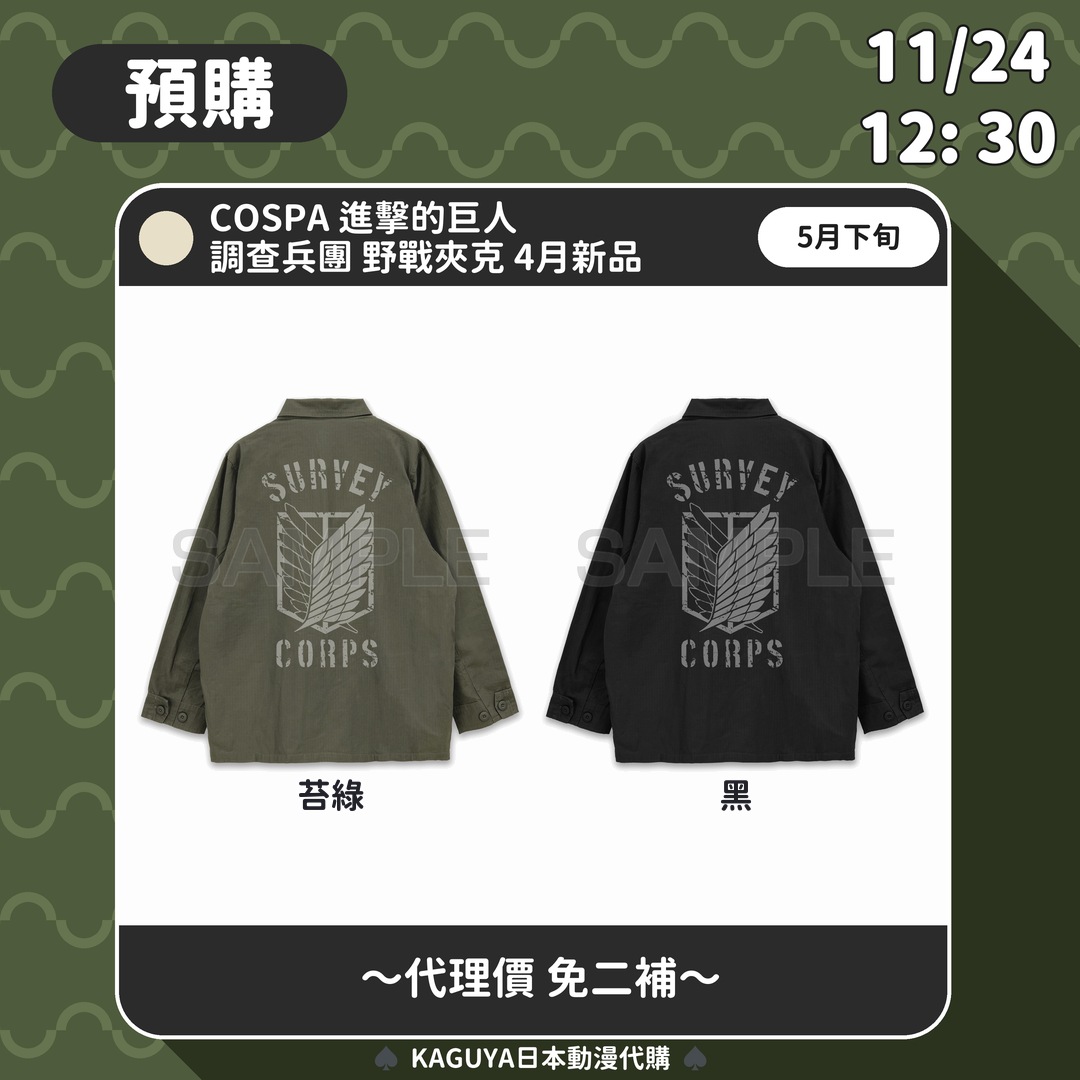 預購
11/24
12: 30
COSPA 進擊的巨人
調查兵團 野戰夾克 4月新品
5月下旬
SURVEY
CORPS
SAMPLE
SURVEY
CORPS
SAMPLE
苔綠
黑
～代理價 免二補～
KAGUYA日本動漫代購